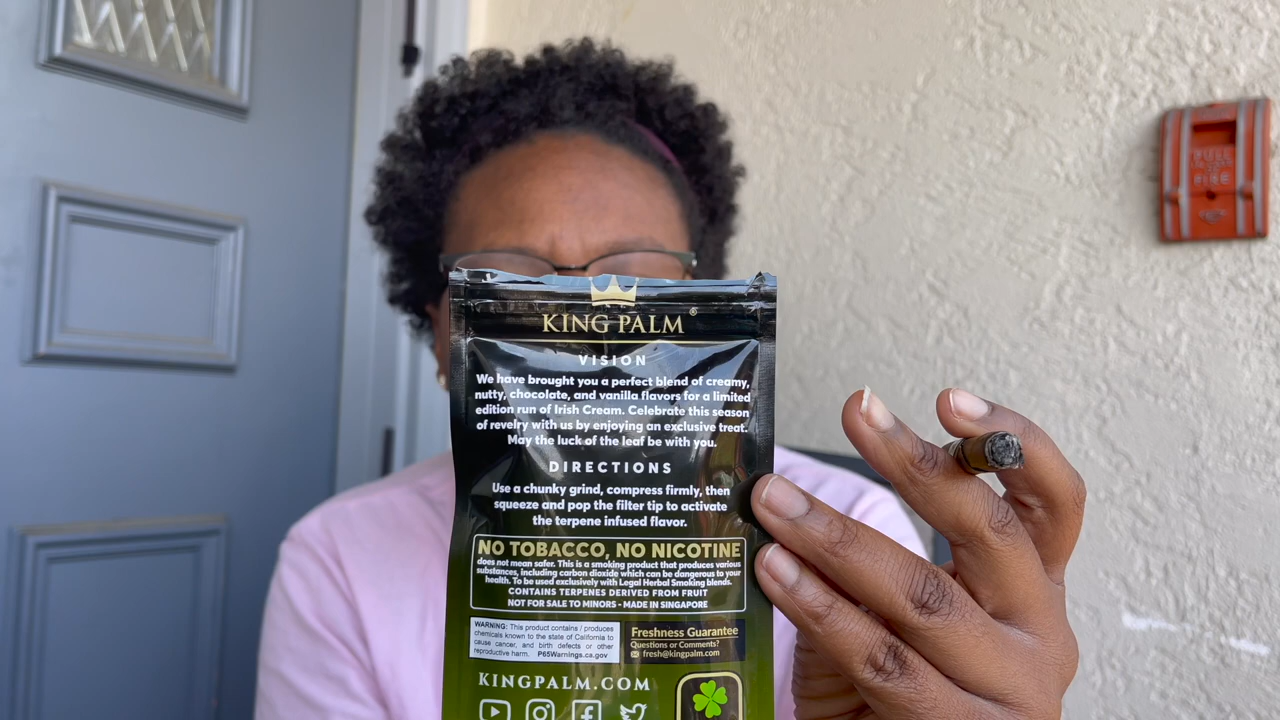 KING PALM®
VISION
We have brought you a perfect blend of creamy,
nutty, chocolate, and vanilla flavors for a limited
edition run of Irish Cream. Celebrate this season
of revelry with us by enjoying an exclusive treat.
May the luck of the leaf be with you.
DIRECTIONS
Use a chunky grind, compress firmly, then
squeeze and pop the filter tip to activate
the terpene infused flavor.
NO TOBACCO, NO NICOTINE
does not mean safer. This is a smoking product that produces various
substances, including carbon dioxide which can be dangerous to your
health. To be used exclusively with Legal Herbal Smoking blends.
CONTAINS TERPENES DERIVED FROM FRUIT
NOT FOR SALE TO MINORS - MADE IN SINGAPORE
WARNING: This product contains / produces
chemicals known to the state of California to
cause cancer, and birth defects or other
reproductive harm. P65Warnings.ca.gov
Freshness Guarantee
Questions or Comments?
fresh@kingpalm.com
KINGPALM.COM
PULL
FIRE